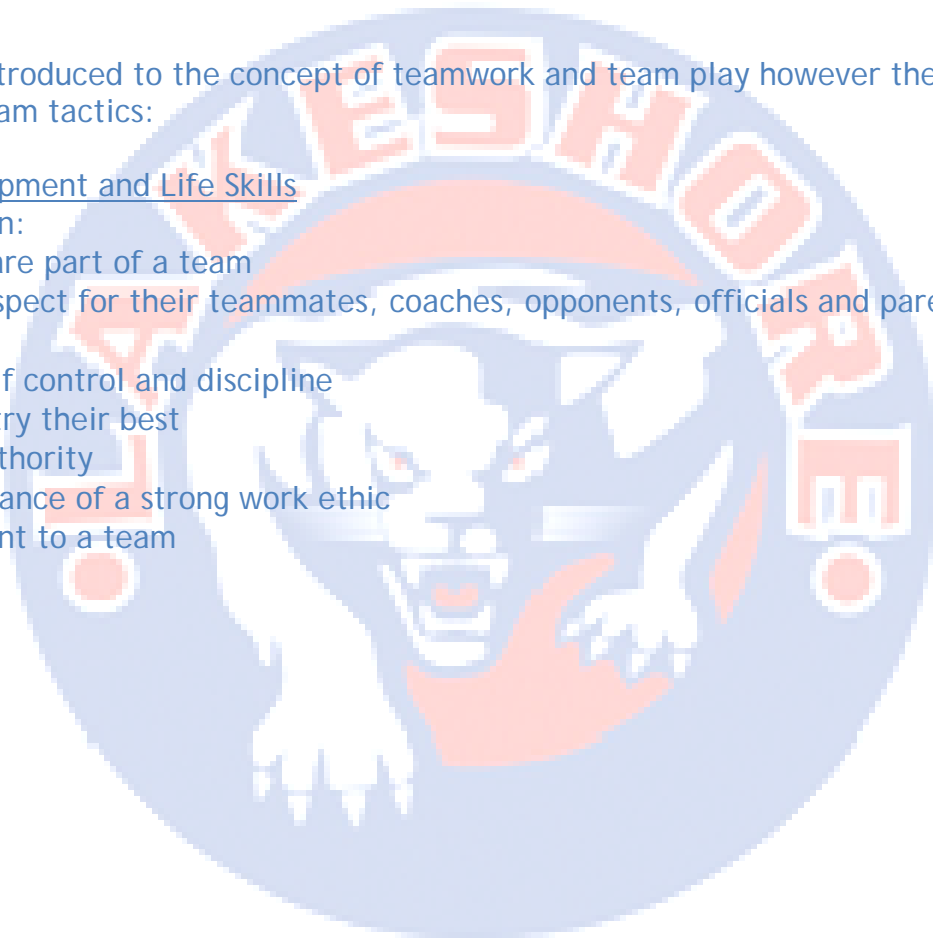 troduced to the concept of teamwork and team play however the
am tactics:
pment and Life Skills
n:
are part of a team
spect for their teammates, coaches, opponents, officials and pare
f control and discipline
try their best
thority
ance of a strong work ethic
nt to a team
LAKESHORE